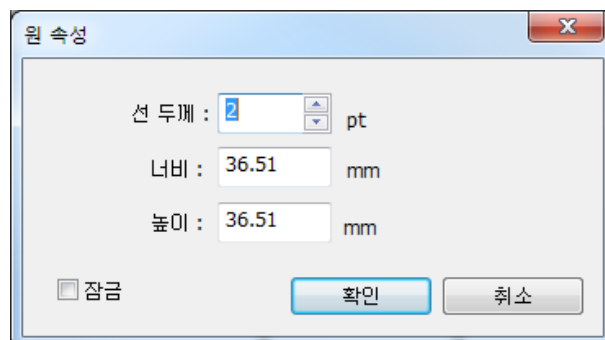 원 속성
선 두께 : 2 pt
너비 : 36.51 mm
높이 : 36.51 mm
잠금 확인 취소